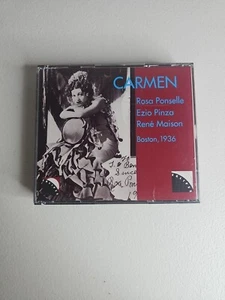 CARMEN
Rosa Ponselle
Ezio Pinza
René Maison
Boston, 1936